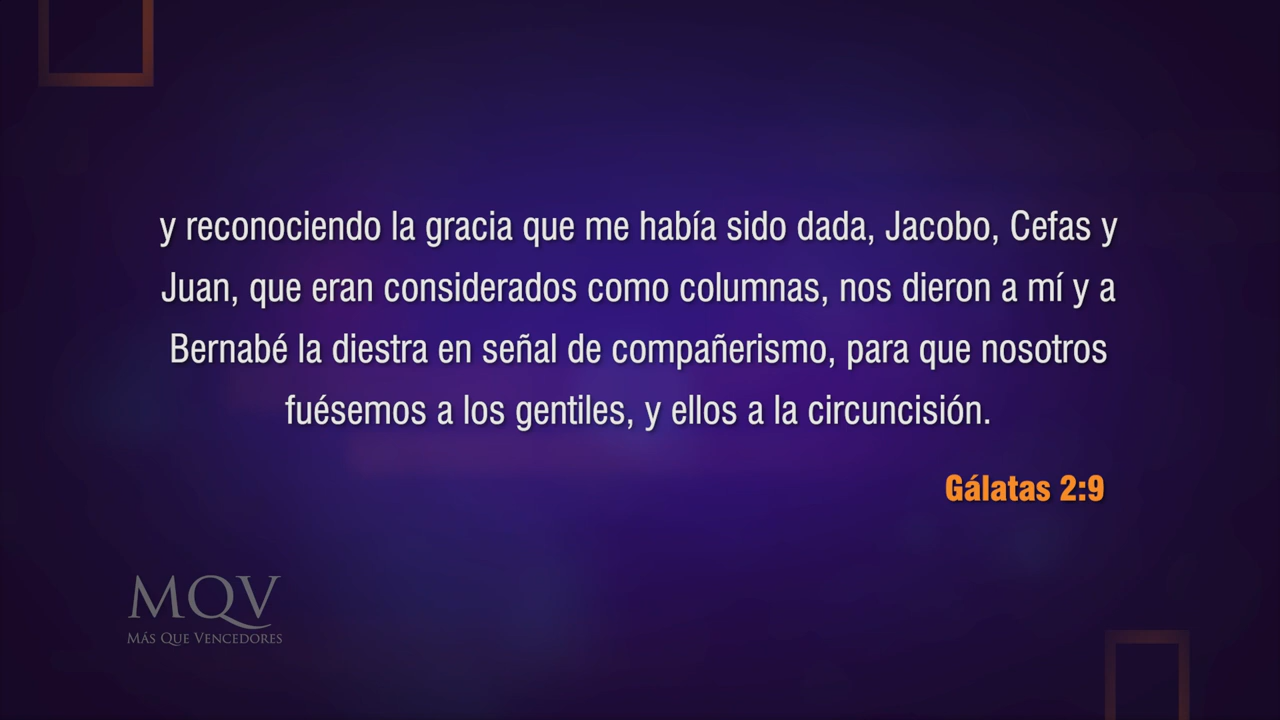 y reconociendo la gracia que me había sido dada, Jacobo, Cefas y
Juan, que eran considerados como columnas, nos dieron a mí y a
Bernabé la diestra en señal de compañerismo, para que nosotros
fuésemos a los gentiles, y ellos a la circuncisión.
Gálatas 2:9
MQV
MÁS QUE VENCEDORES